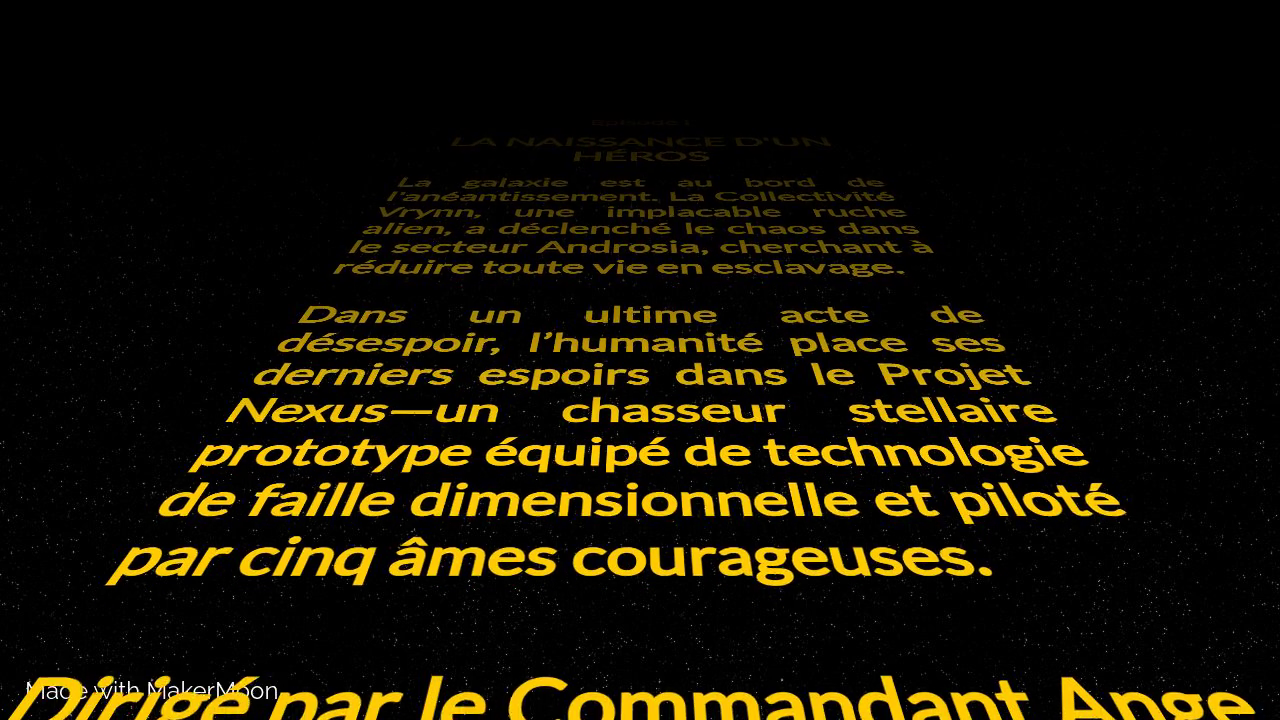 Episode I
LA NAISSANCE D'UN
HÉROS
La galaxie est au bord de
l'anéantissement. La Collectivité
Vrynn, une implacable ruche
alien, a déclenché le chaos dans
le secteur Androsia, cherchant à
réduire toute vie en esclavage.
Dans un ultime acte de
désespoir, l’humanité place ses
derniers espoirs dans le Projet
Nexus—un chasseur stellaire
prototype équipé de technologie
de faille dimensionnelle et piloté
par cinq âmes courageuses.
Dirigé par le Commandant Ange
Made with MakerMoon